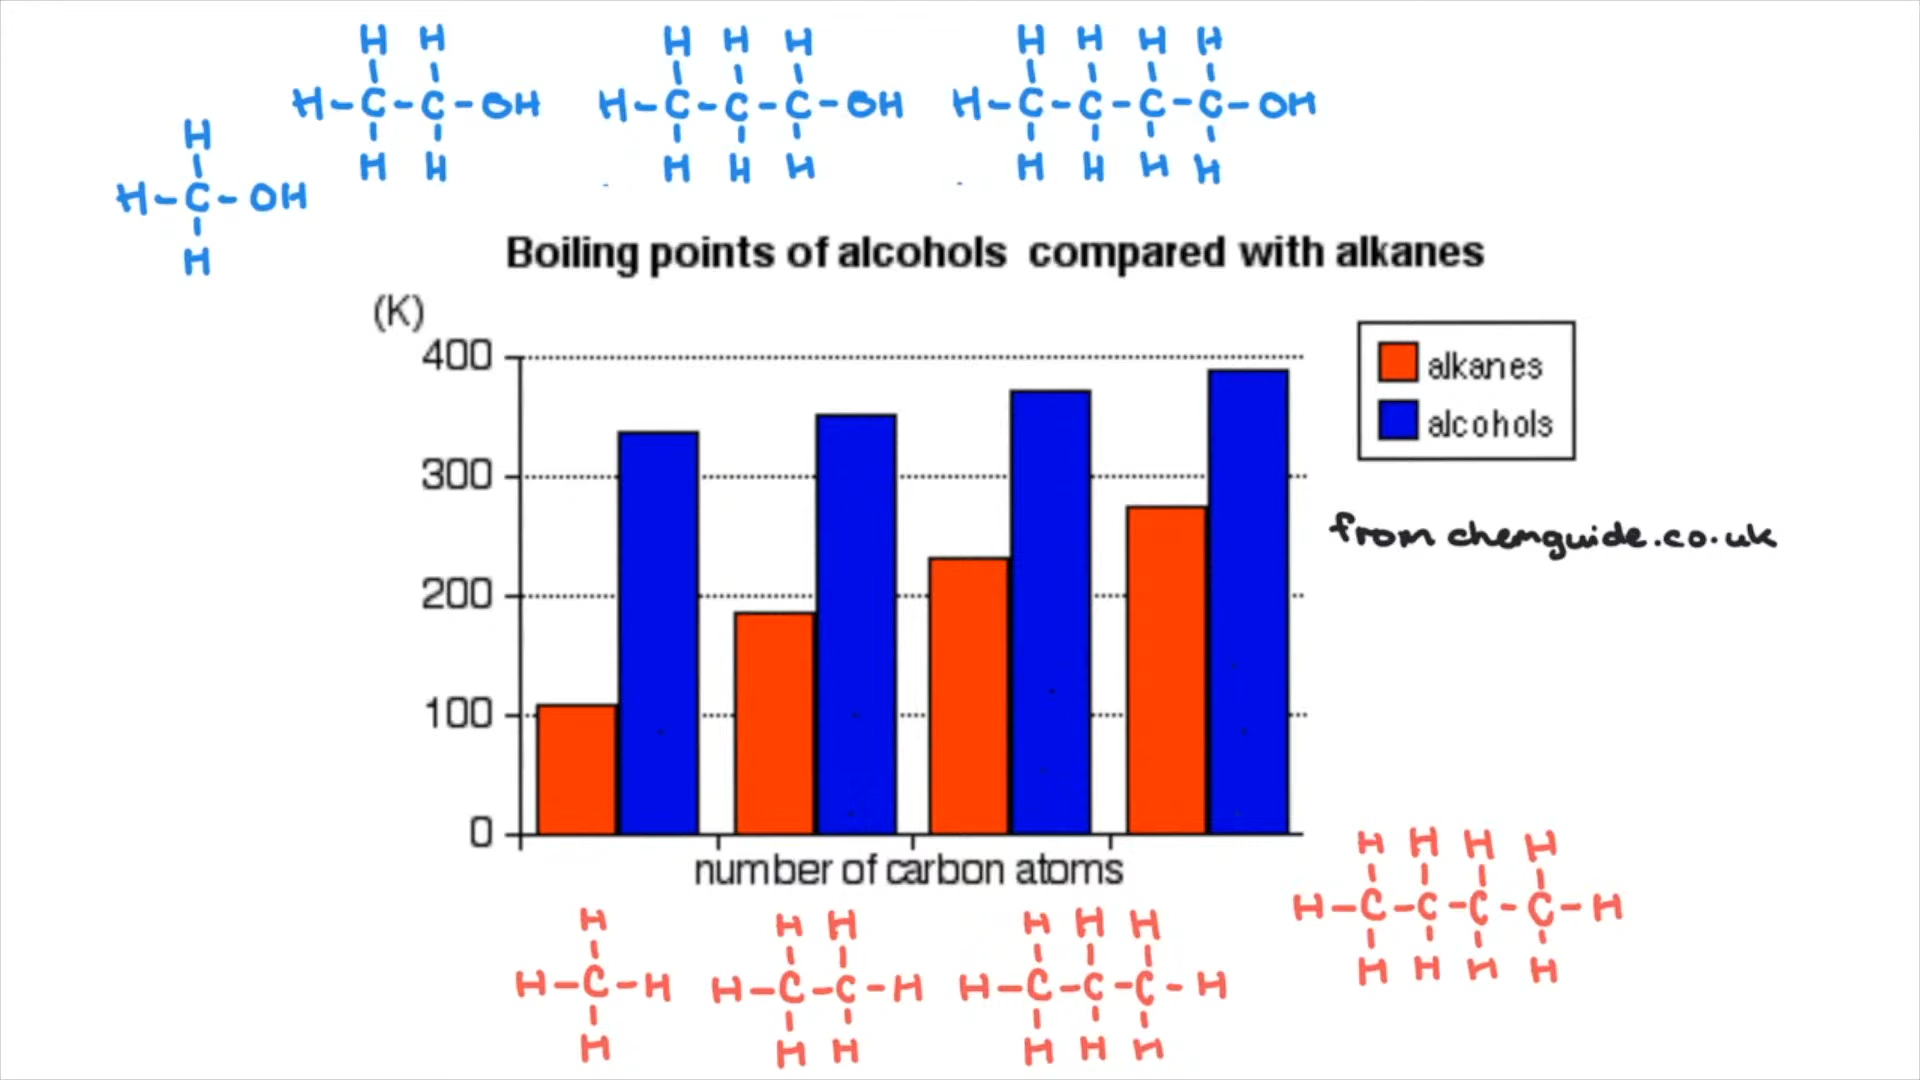 H H
H-C-C-OH
H H
H H H
H-C-C-C-OH
H H H
H H H H
H-C-C-C-C-OH
H H H H
H
H-C-OH
H
Boiling points of alcohols compared with alkanes
(K)
400
300
200
100
0
alkanes
alcohols
from chemguide.co.uk
number of carbon atoms
H
H-C-H
H
H H
H-C-C-H
H H
H H H
H-C-C-C-H
H H H
H H H H
H-C-C-C-C-H
H H H H